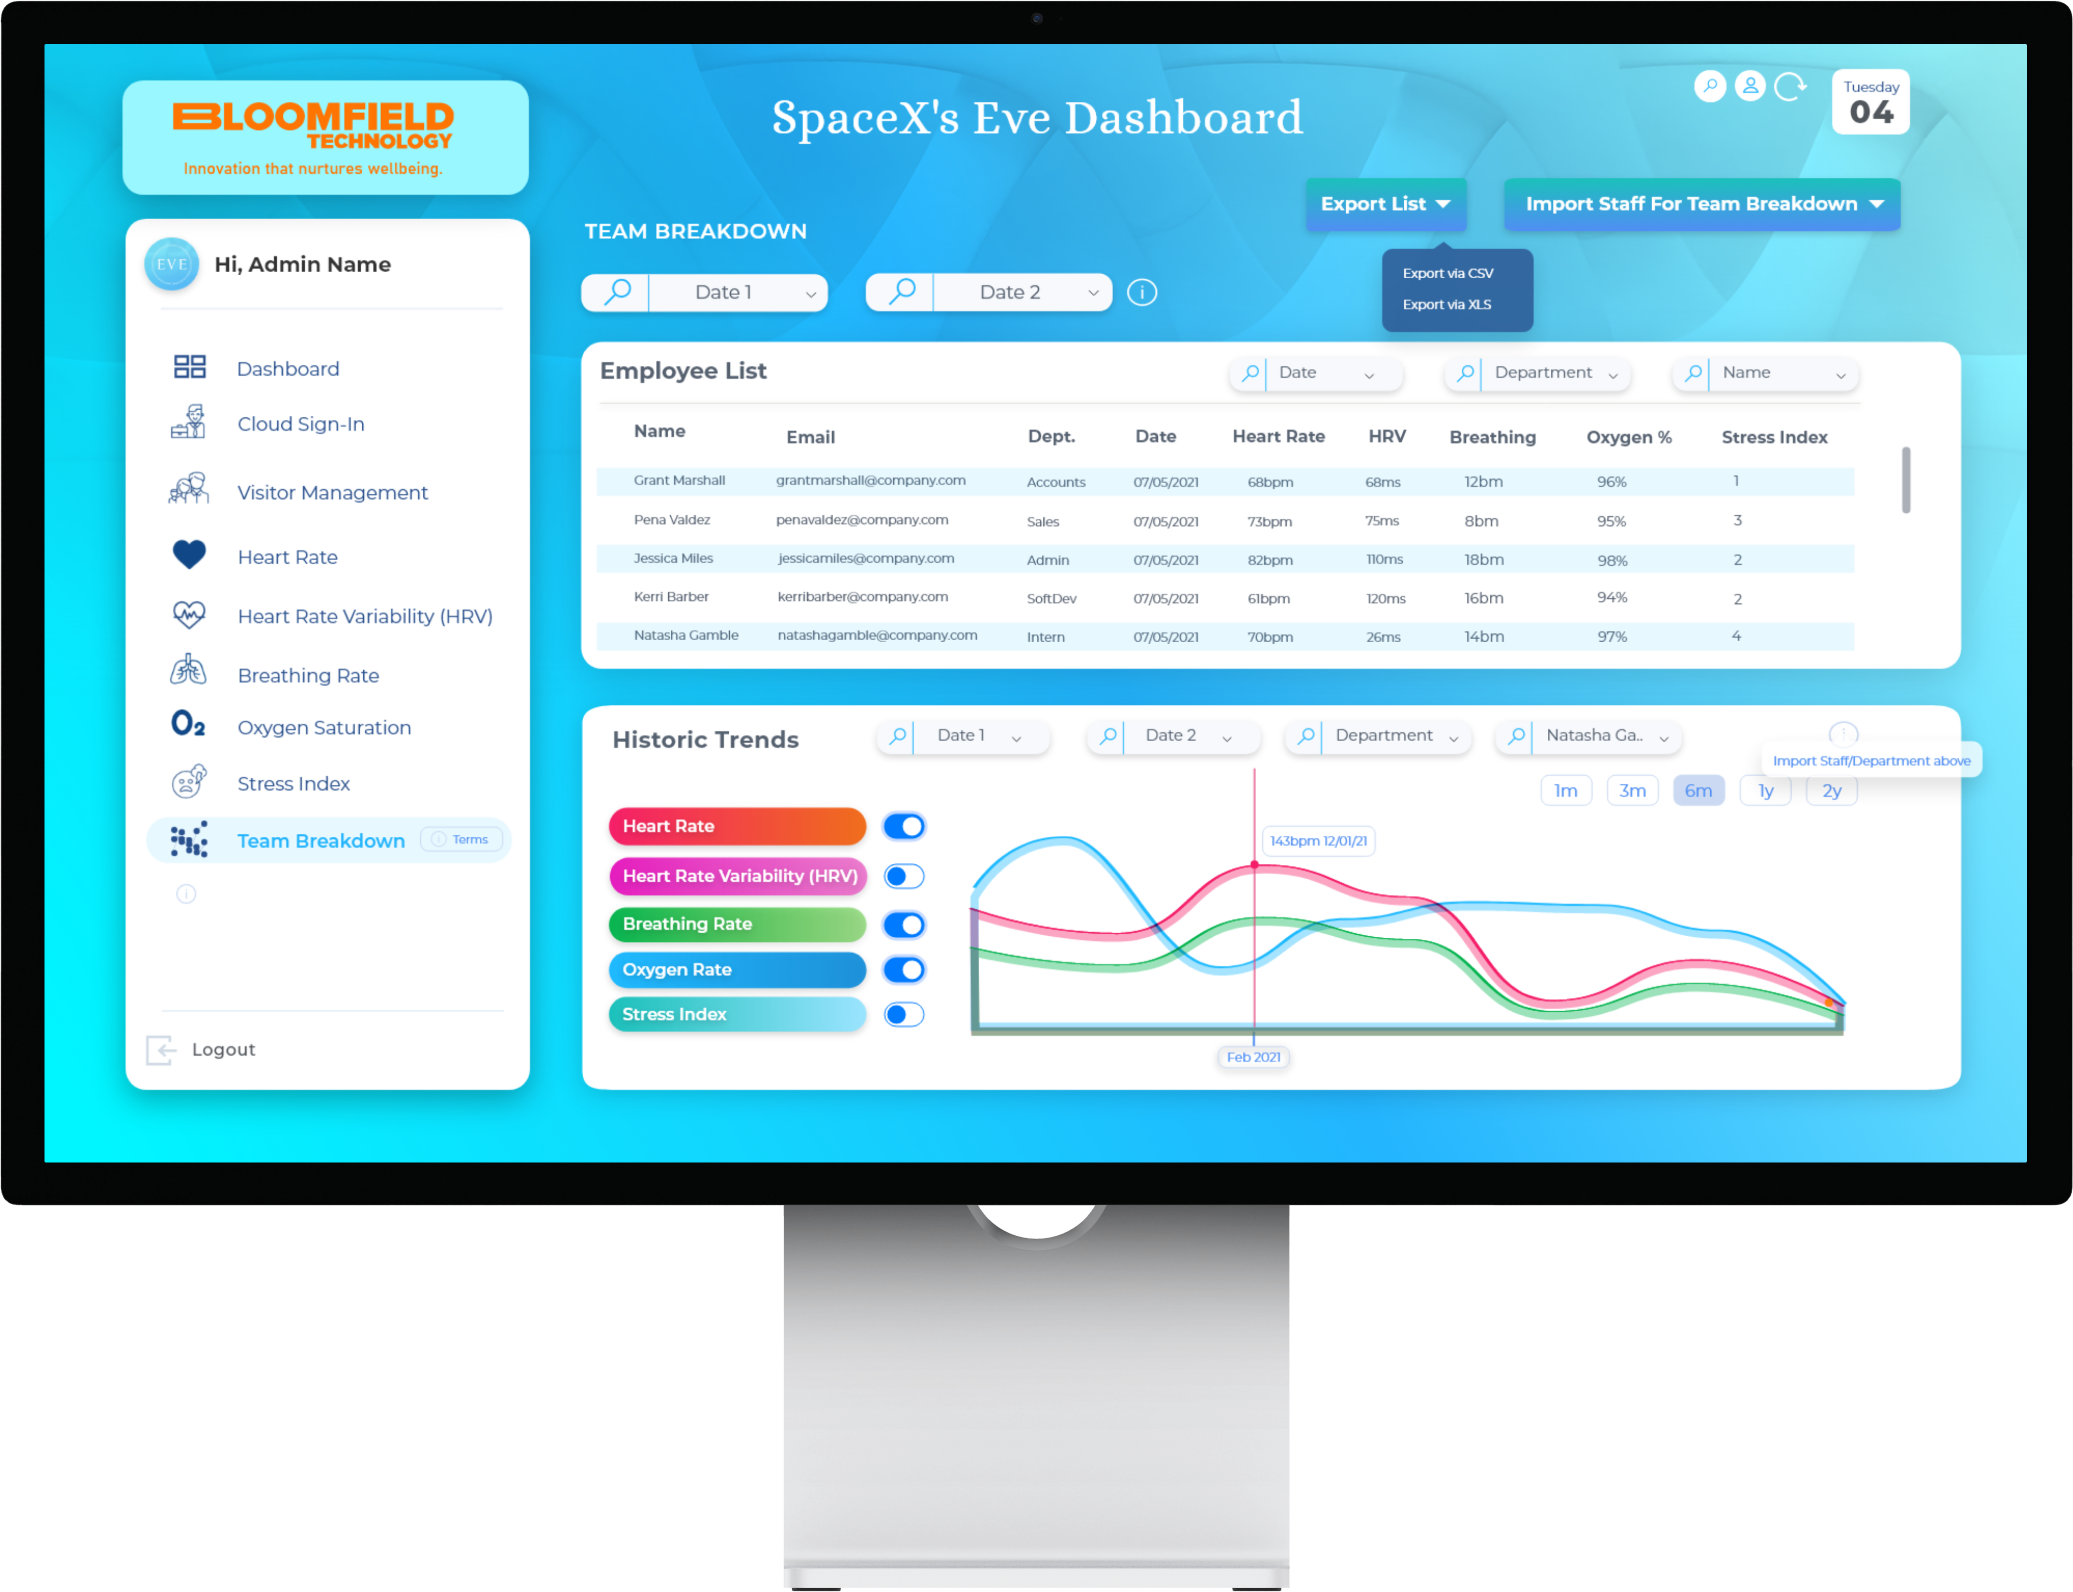 BLOOMFIELD
TECHNOLOGY
Innovation that nurtures wellbeing.
SpaceX's Eve Dashboard
Tuesday
04
Export List
Import Staff For Team Breakdown
Export via CSV
Export via XLS
TEAM BREAKDOWN
Date 1
Date 2
i
EVE
Hi, Admin Name
Dashboard
Cloud Sign-In
Visitor Management
Heart Rate
Heart Rate Variability (HRV)
Breathing Rate
O2 Oxygen Saturation
Stress Index
Team Breakdown i Terms
i
Logout
Employee List Date Department Name
Name Email Dept. Date Heart Rate HRV Breathing Oxygen % Stress Index
Grant Marshall grantmarshall@company.com Accounts 07/05/2021 68bpm 68ms 12bm 96% 1
Pena Valdez penavaldez@company.com Sales 07/05/2021 73bpm 75ms 8bm 95% 3
Jessica Miles jessicamiles@company.com Admin 07/05/2021 82bpm 110ms 18bm 98% 2
Kerri Barber kerribarber@company.com SoftDev 07/05/2021 61bpm 120ms 16bm 94% 2
Natasha Gamble natashagamble@company.com Intern 07/05/2021 70bpm 26ms 14bm 97% 4
Historic Trends Date 1 Date 2 Department Natasha Ga.. i
Import Staff/Department above
1m 3m 6m 1y 2y
Heart Rate
Heart Rate Variability (HRV)
Breathing Rate
Oxygen Rate
Stress Index
143bpm 12/01/21
Feb 2021